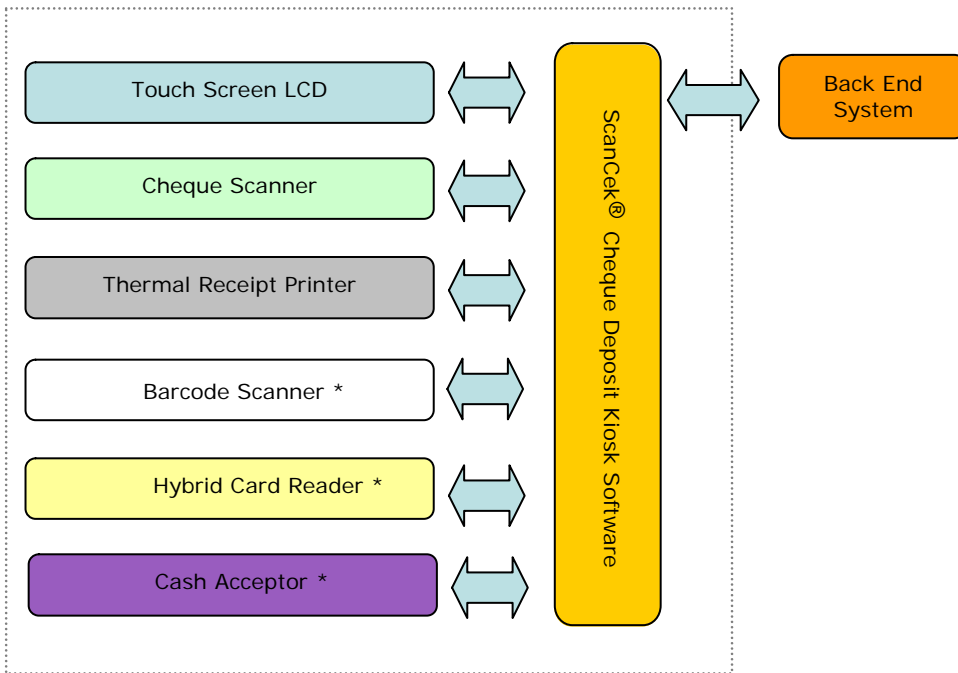 Touch Screen LCD
Cheque Scanner
Thermal Receipt Printer
Barcode Scanner *
Hybrid Card Reader *
Cash Acceptor *
ScanCek® Cheque Deposit Kiosk Software
Back End
System